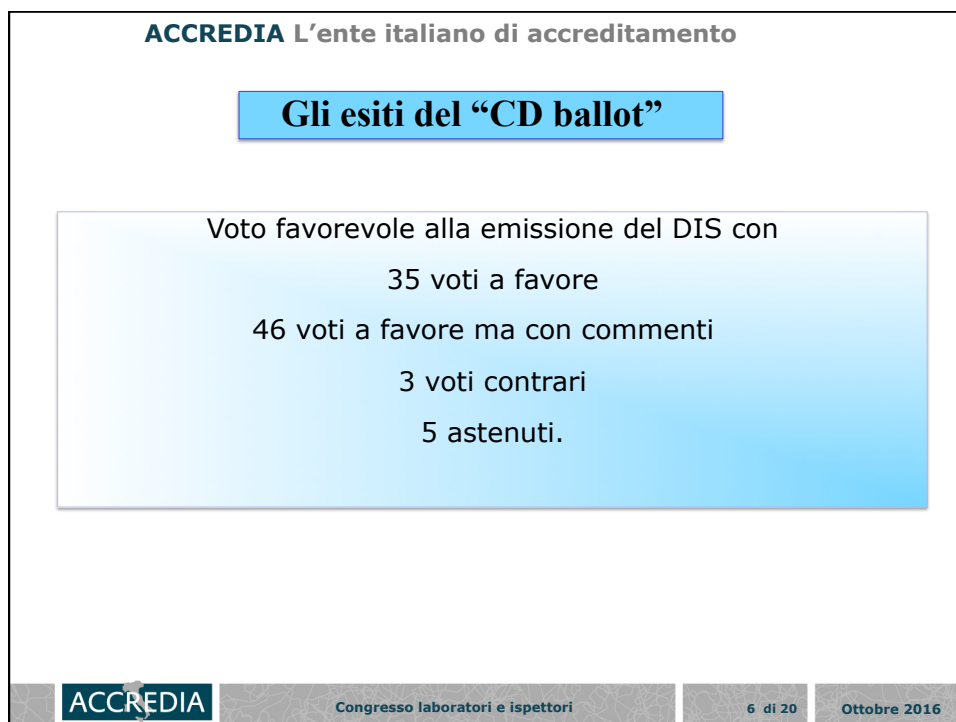 ACCREDIA L’ente italiano di accreditamento
Gli esiti del “CD ballot”
Voto favorevole alla emissione del DIS con
35 voti a favore
46 voti a favore ma con commenti
3 voti contrari
5 astenuti.
ACCREDIA
Congresso laboratori e ispettori
6 di 20
Ottobre 2016